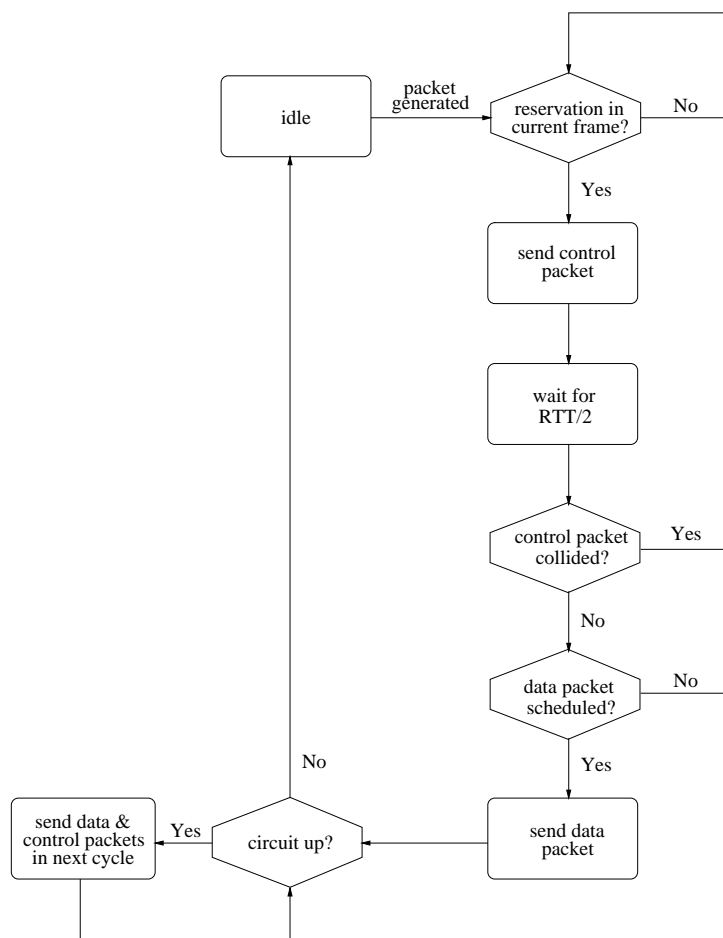 idle
packet
generated
reservation in
current frame?
No
Yes
send control
packet
wait for
RTT/2
control packet
collided?
Yes
No
data packet
scheduled?
No
Yes
send data
packet
circuit up?
No
Yes
send data &
control packets
in next cycle